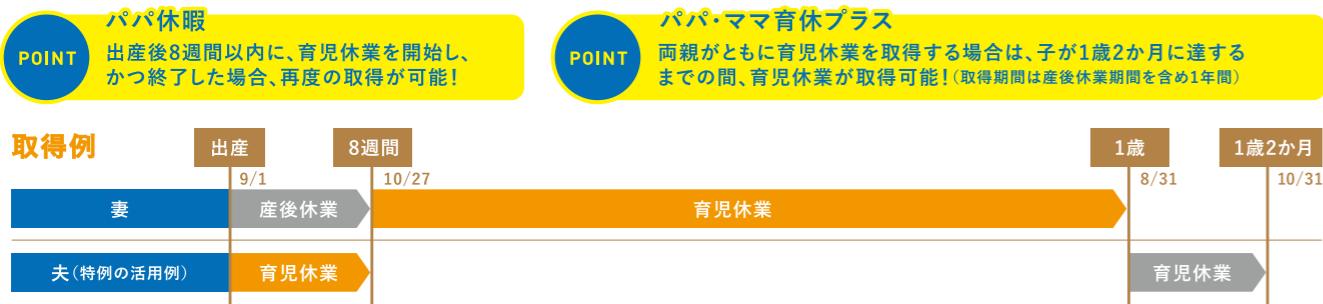 POINT
パパ休暇
出産後8週間以内に、育児休業を開始し、
かつ終了した場合、再度の取得が可能！
POINT
パパ・ママ育休プラス
両親がともに育児休業を取得する場合は、子が1歳2か月に達する
までの間、育児休業が取得可能！（取得期間は産後休業期間を含め1年間）
取得例
出産
8週間
1歳
1歳2か月
9/1
10/27
8/31
10/31
妻
産後休業
育児休業
夫（特例の活用例）
育児休業
育児休業